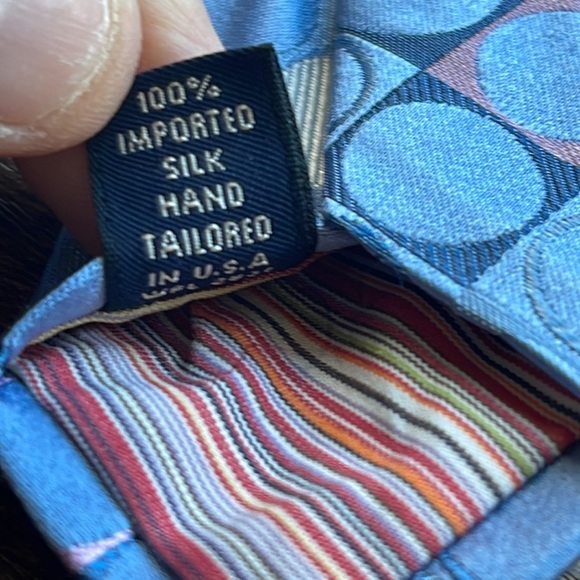 100%
IMPORTED
SILK
HAND
TAILORED
IN U.S.A